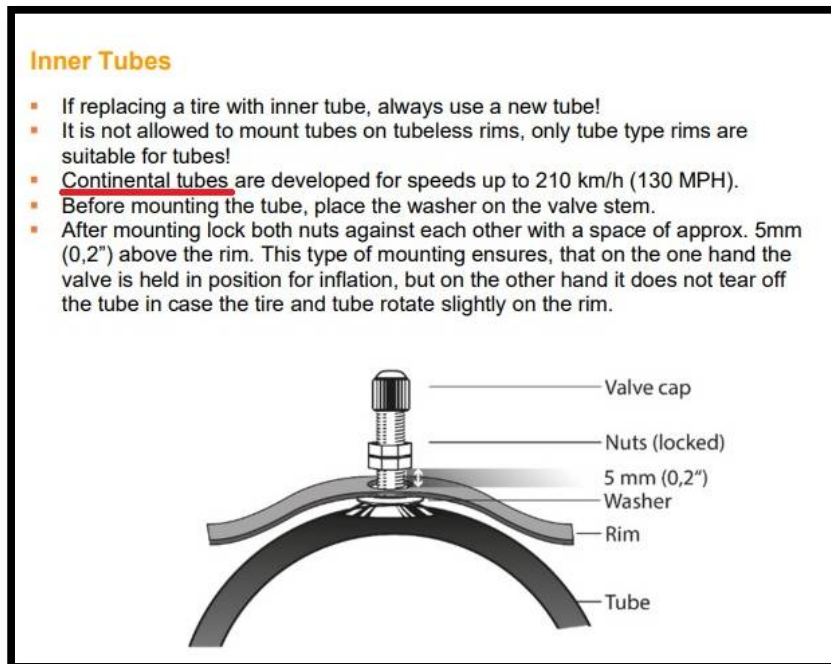 Inner Tubes
▪ If replacing a tire with inner tube, always use a new tube!
▪ It is not allowed to mount tubes on tubeless rims, only tube type rims are
suitable for tubes!
▪ Continental tubes are developed for speeds up to 210 km/h (130 MPH).
▪ Before mounting the tube, place the washer on the valve stem.
▪ After mounting lock both nuts against each other with a space of approx. 5mm
(0,2”) above the rim. This type of mounting ensures, that on the one hand the
valve is held in position for inflation, but on the other hand it does not tear off
the tube in case the tire and tube rotate slightly on the rim.
Valve cap
Nuts (locked)
5 mm (0,2“)
Washer
Rim
Tube